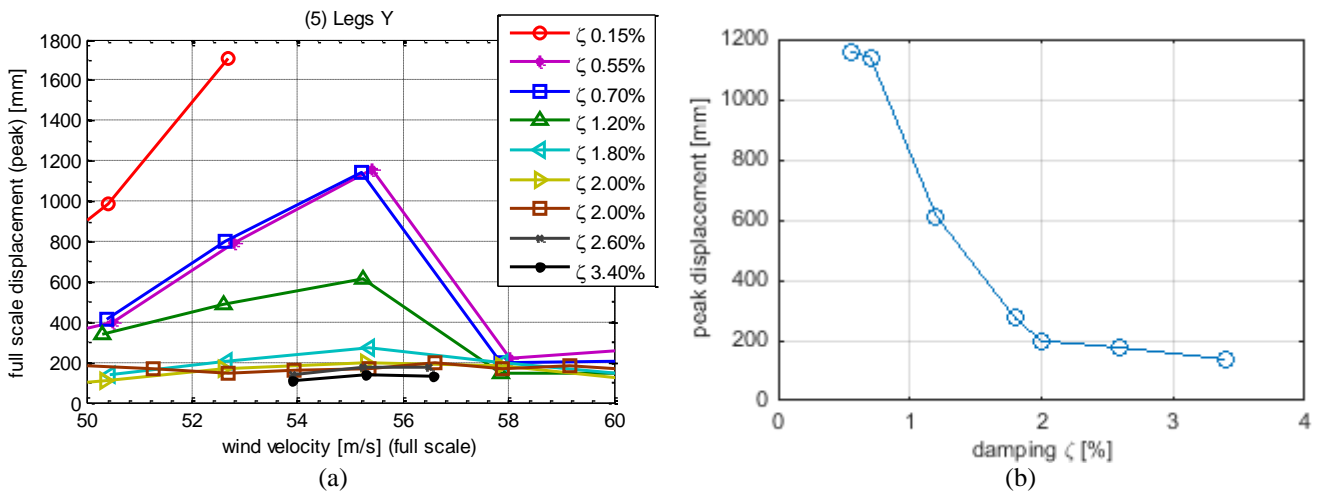 (5) Legs Y
full scale displacement (peak) [mm]
1800
1600
1400
1200
1000
800
600
400
200
0
50
52
54
56
58
60
wind velocity [m/s] (full scale)
ζ 0.15%
ζ 0.55%
ζ 0.70%
ζ 1.20%
ζ 1.80%
ζ 2.00%
ζ 2.00%
ζ 2.60%
ζ 3.40%
(a)
peak displacement [mm]
1200
1000
800
600
400
200
0
0
1
2
3
4
damping ζ [%]
(b)